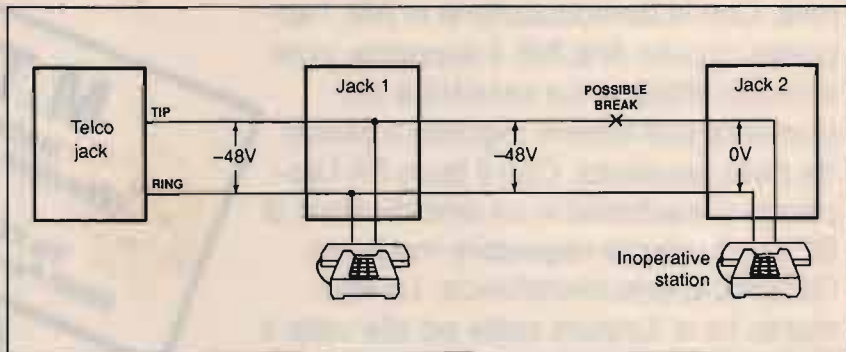 Telco
jack
TIP
RING
–48V
Jack 1
–48V
POSSIBLE
BREAK
Jack 2
0V
Inoperative
station